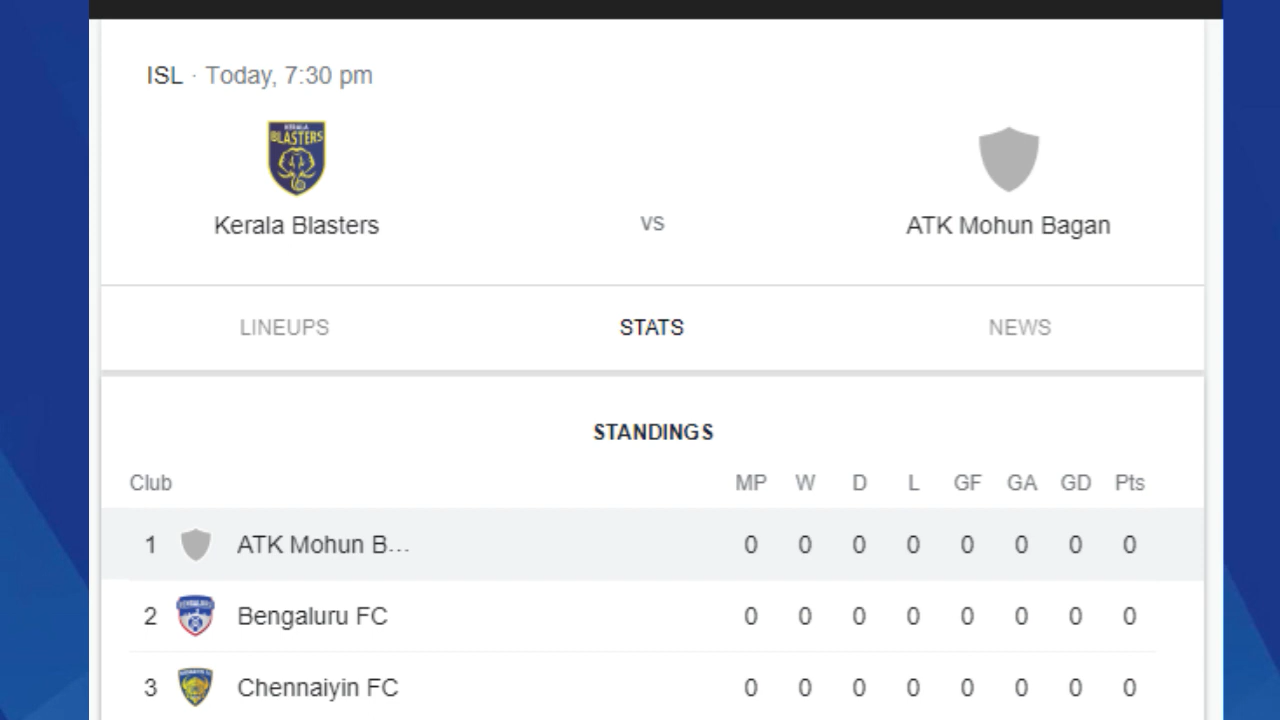 ISL · Today, 7:30 pm
KERALA
BLASTERS
Kerala Blasters
VS
ATK Mohun Bagan
LINEUPS
STATS
NEWS
STANDINGS
Club MP W D L GF GA GD Pts
1 ATK Mohun B... 0 0 0 0 0 0 0 0
2 Bengaluru FC 0 0 0 0 0 0 0 0
3 Chennaiyin FC 0 0 0 0 0 0 0 0